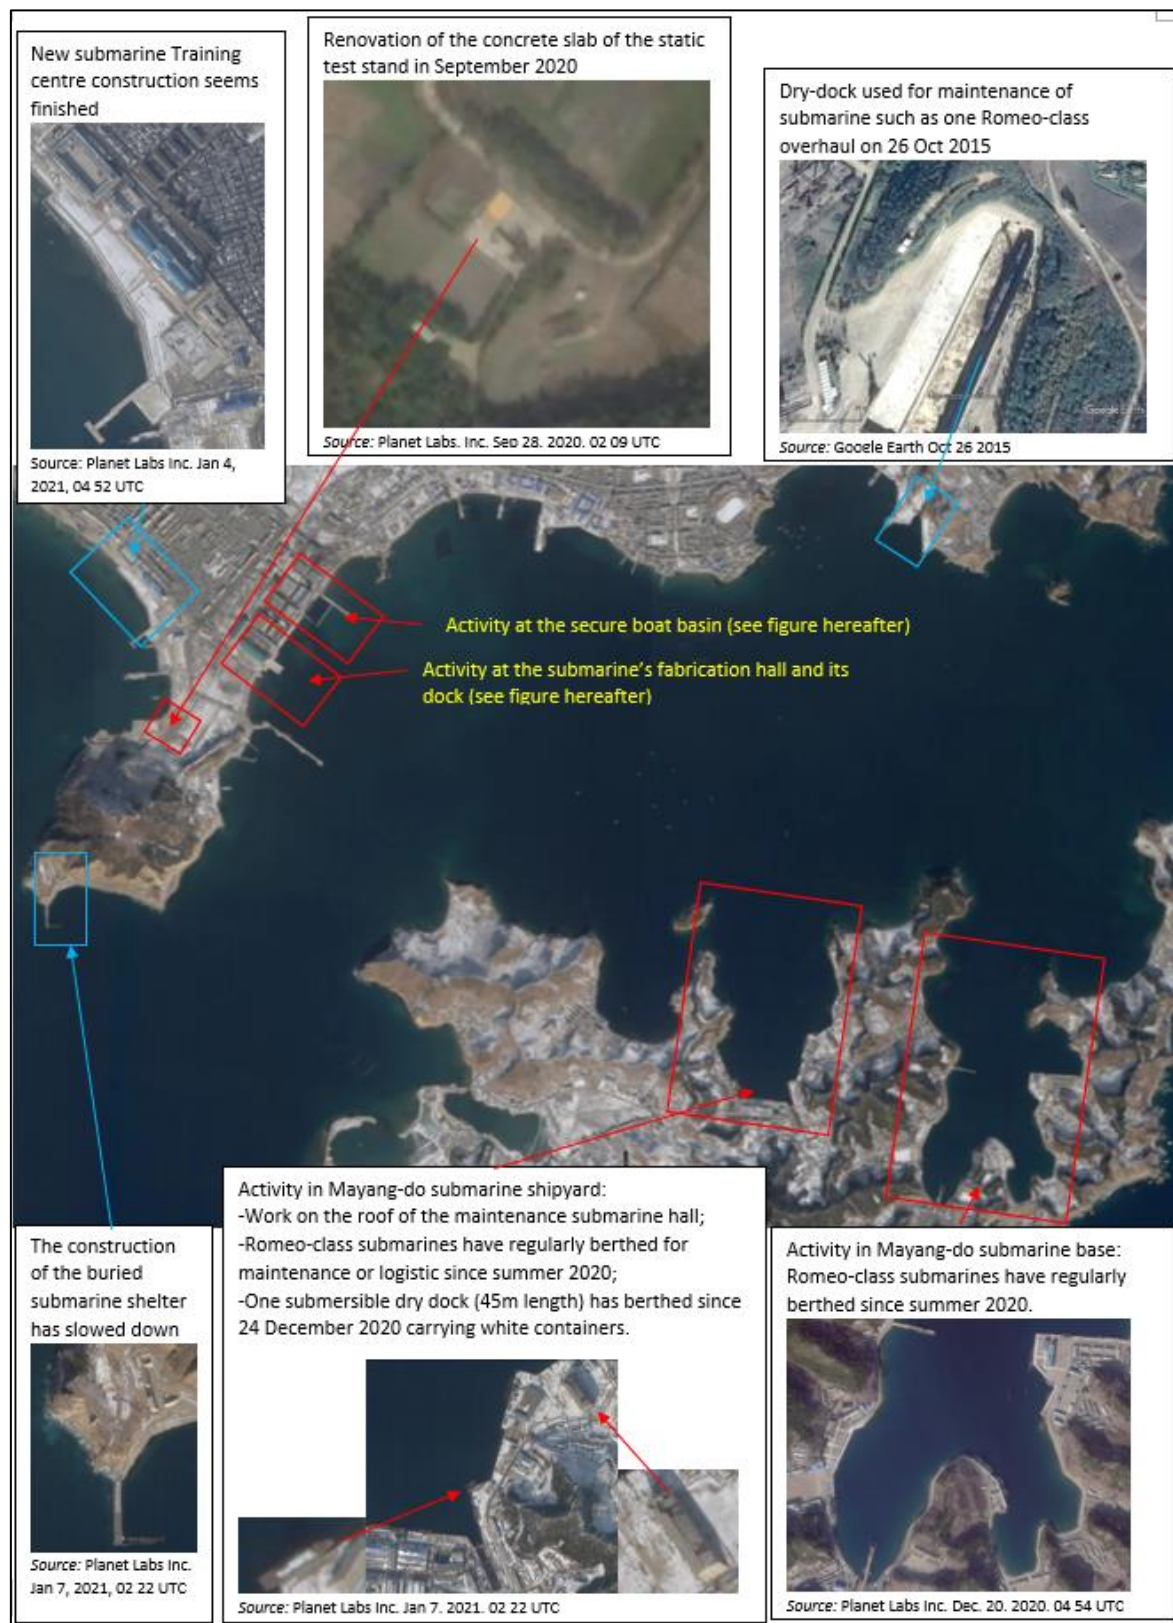 New submarine Training
centre construction seems
finished
Source: Planet Labs Inc. Jan 4,
2021, 04 52 UTC
Renovation of the concrete slab of the static
test stand in September 2020
Source: Planet Labs. Inc. Sep 28. 2020. 02 09 UTC
Dry-dock used for maintenance of
submarine such as one Romeo-class
overhaul on 26 Oct 2015
Google Earth
Source: Google Earth Oct 26 2015
Activity at the secure boat basin (see figure hereafter)
Activity at the submarine's fabrication hall and its
dock (see figure hereafter)
The construction
of the buried
submarine shelter
has slowed down
Source: Planet Labs Inc.
Jan 7, 2021, 02 22 UTC
Activity in Mayang-do submarine shipyard:
-Work on the roof of the maintenance submarine hall;
-Romeo-class submarines have regularly berthed for
maintenance or logistic since summer 2020;
-One submersible dry dock (45m length) has berthed since
24 December 2020 carrying white containers.
Source: Planet Labs Inc. Jan 7. 2021. 02 22 UTC
Activity in Mayang-do submarine base:
Romeo-class submarines have regularly
berthed since summer 2020.
Source: Planet Labs Inc. Dec. 20. 2020. 04 54 UTC